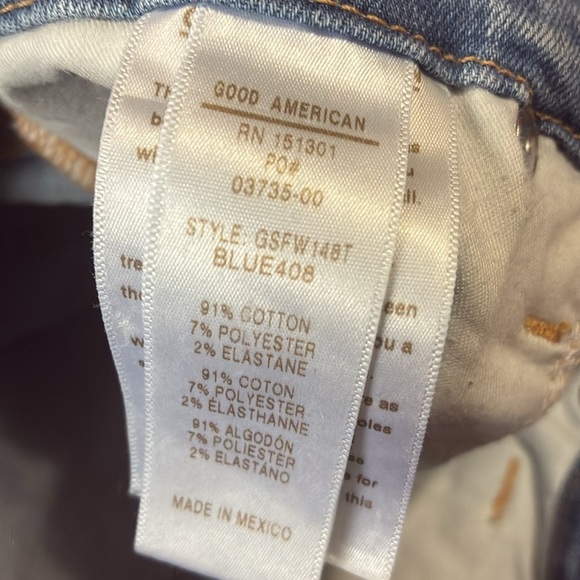 GOOD AMERICAN
RN 151301
PO#
03735-00
STYLE: GSFW148T
BLUE408
91% COTTON
7% POLYESTER
2% ELASTANE
91% COTON
7% POLYESTER
2% ÉLASTHANNE
91% ALGODÓN
7% POLIESTER
2% ELASTANO
MADE IN MEXICO